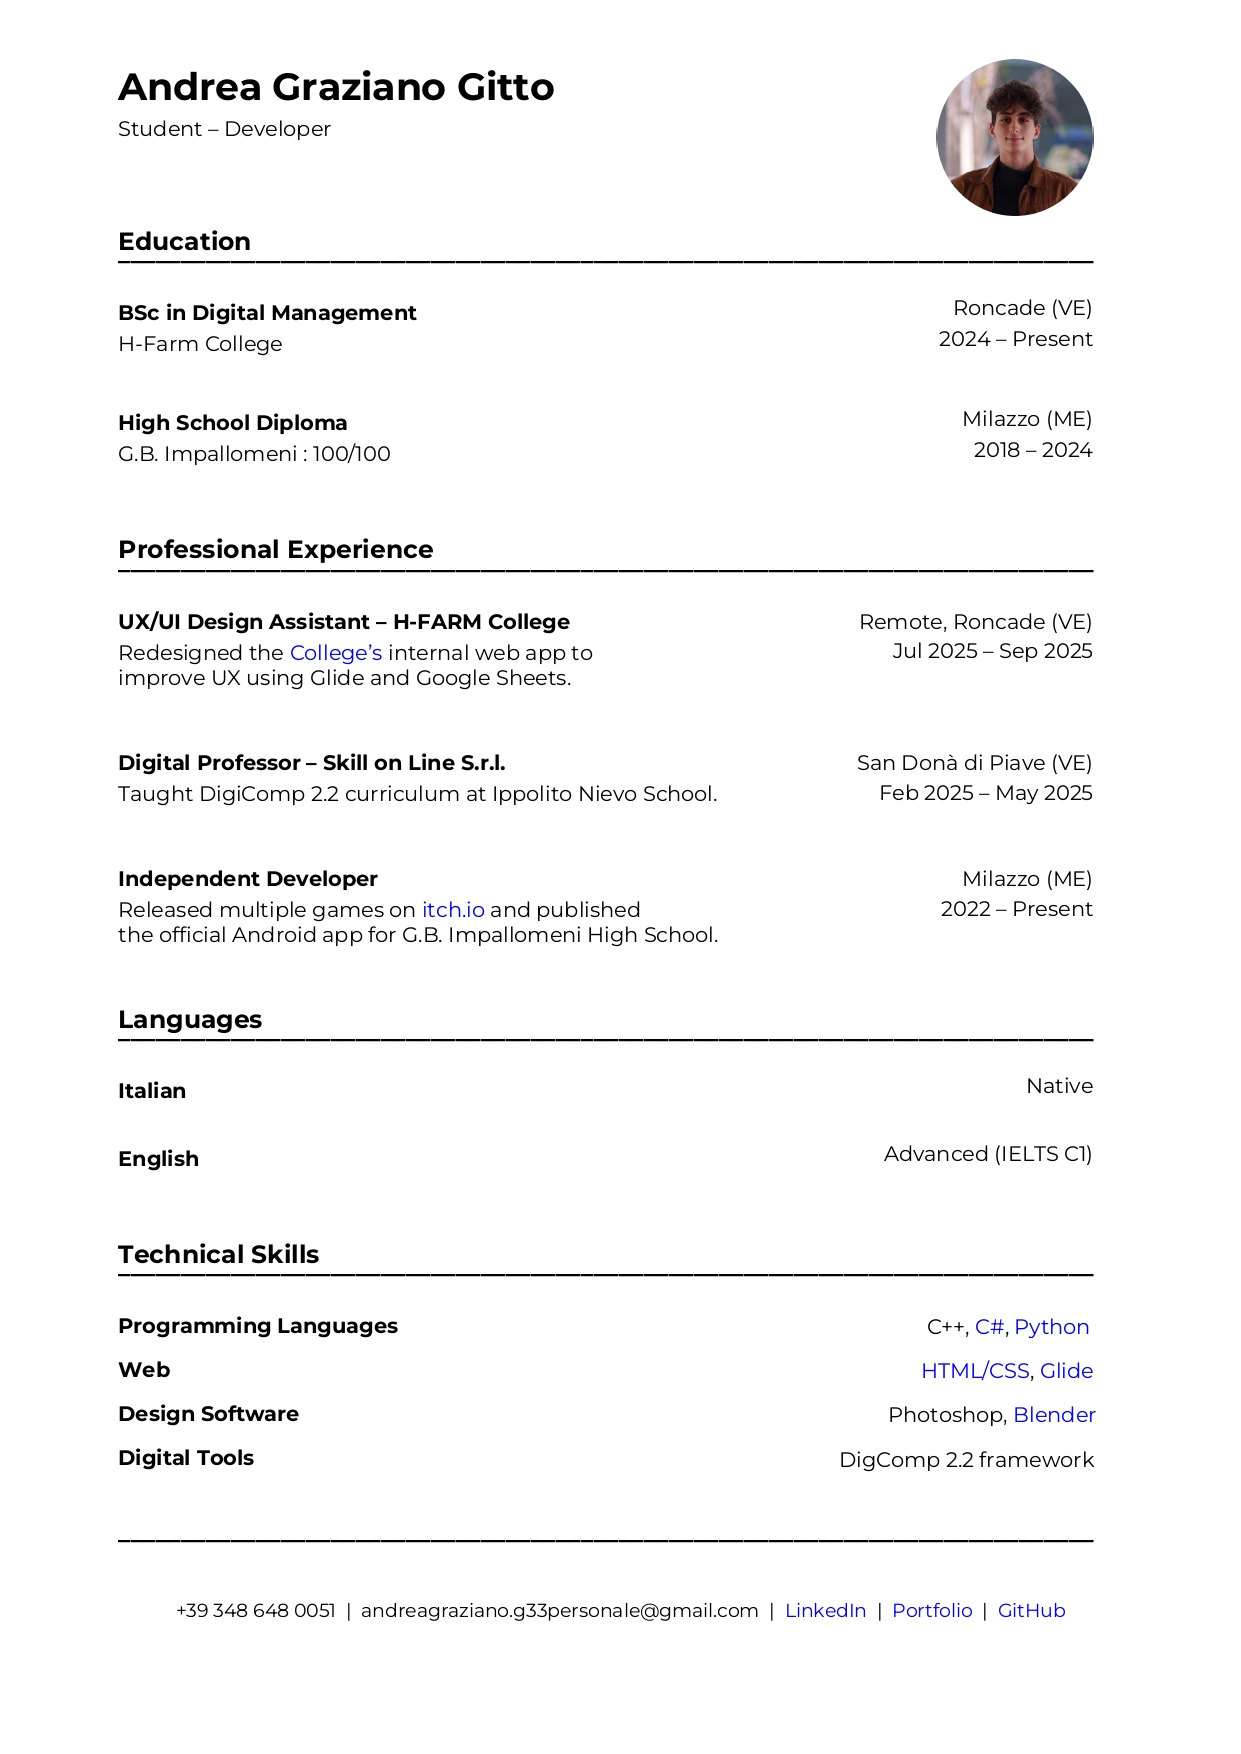 Andrea Graziano Gitto
Student – Developer
Education
BSc in Digital Management
Roncade (VE)
H-Farm College
2024 – Present
High School Diploma
Milazzo (ME)
G.B. Impallomeni : 100/100
2018 – 2024
Professional Experience
UX/UI Design Assistant – H-FARM College
Remote, Roncade (VE)
Redesigned the College’s internal web app to
Jul 2025 – Sep 2025
improve UX using Glide and Google Sheets.
Digital Professor – Skill on Line S.r.l.
San Donà di Piave (VE)
Taught DigiComp 2.2 curriculum at Ippolito Nievo School.
Feb 2025 – May 2025
Independent Developer
Milazzo (ME)
Released multiple games on itch.io and published
2022 – Present
the official Android app for G.B. Impallomeni High School.
Languages
Italian
Native
English
Advanced (IELTS C1)
Technical Skills
Programming Languages
C++, C#, Python
Web
HTML/CSS, Glide
Design Software
Photoshop, Blender
Digital Tools
DigComp 2.2 framework
+39 348 648 0051 | andreagraziano.g33personale@gmail.com | LinkedIn | Portfolio | GitHub